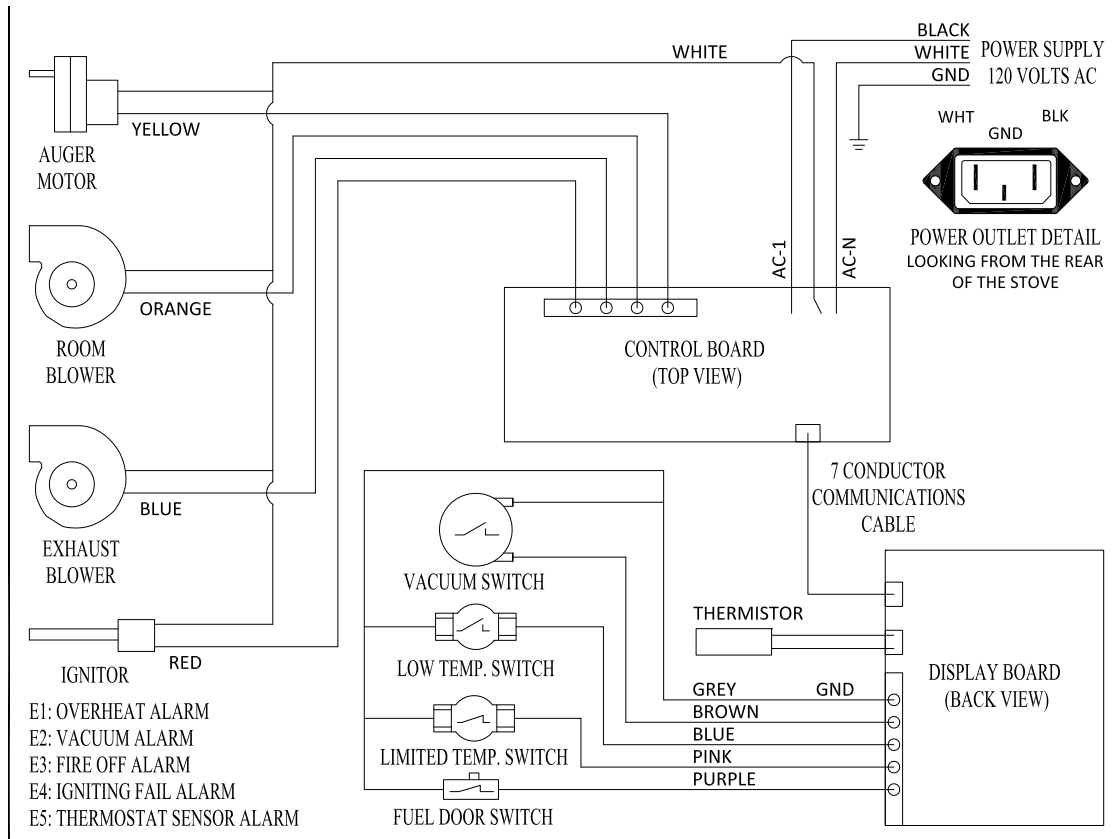 BLACK
WHITE
WHITE
POWER SUPPLY
120 VOLTS AC
GND
YELLOW
AUGER
MOTOR
WHT
BLK
GND
POWER OUTLET DETAIL
LOOKING FROM THE REAR
OF THE STOVE
AC-1
AC-N
ORANGE
ROOM
BLOWER
CONTROL BOARD
(TOP VIEW)
BLUE
EXHAUST
BLOWER
7 CONDUCTOR
COMMUNICATIONS
CABLE
VACUUM SWITCH
THERMISTOR
RED
IGNITOR
LOW TEMP. SWITCH
DISPLAY BOARD
(BACK VIEW)
GREY
GND
BROWN
BLUE
PINK
PURPLE
LIMITED TEMP. SWITCH
FUEL DOOR SWITCH
E1: OVERHEAT ALARM
E2: VACUUM ALARM
E3: FIRE OFF ALARM
E4: IGNITING FAIL ALARM
E5: THERMOSTAT SENSOR ALARM